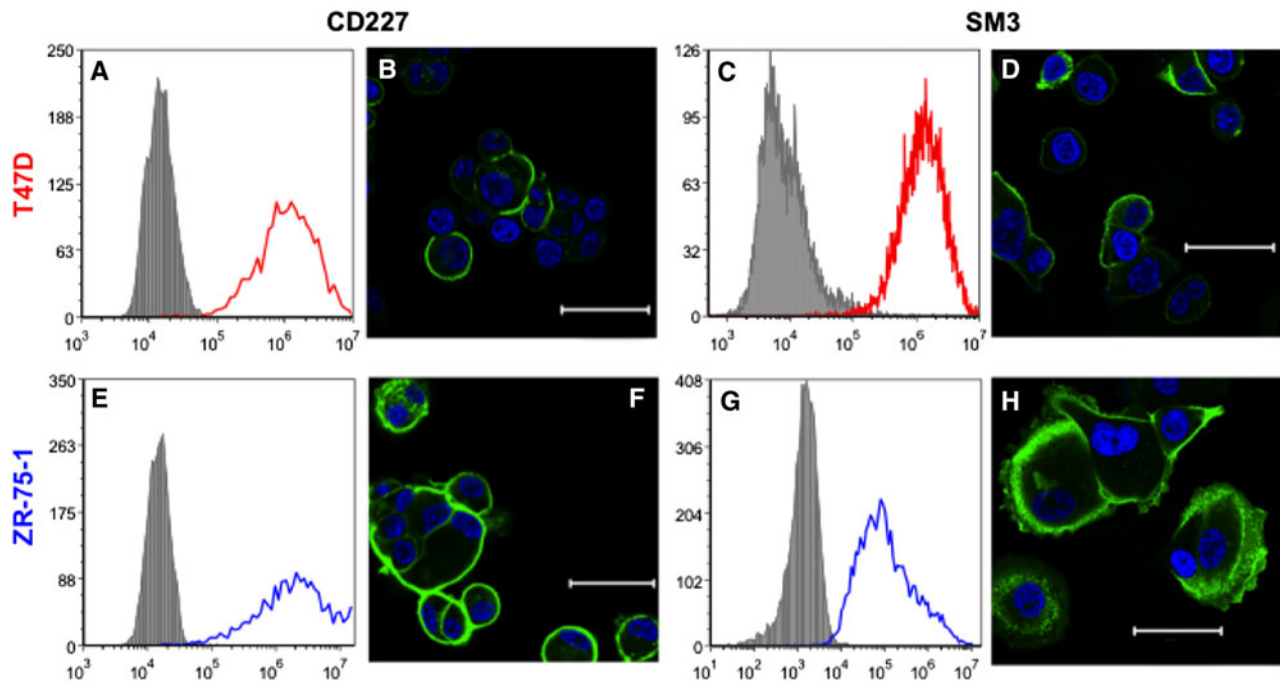 CD227 SM3
T47D
A
250
188
125
63
0
10³ 10⁴ 10⁵ 10⁶ 10⁷
B
C
126
95
63
32
0
10³ 10⁴ 10⁵ 10⁶ 10⁷
D
ZR-75-1
E
350
263
175
88
0
10³ 10⁴ 10⁵ 10⁶ 10⁷
F
G
408
306
204
102
0
10¹ 10² 10³ 10⁴ 10⁵ 10⁶ 10⁷
H